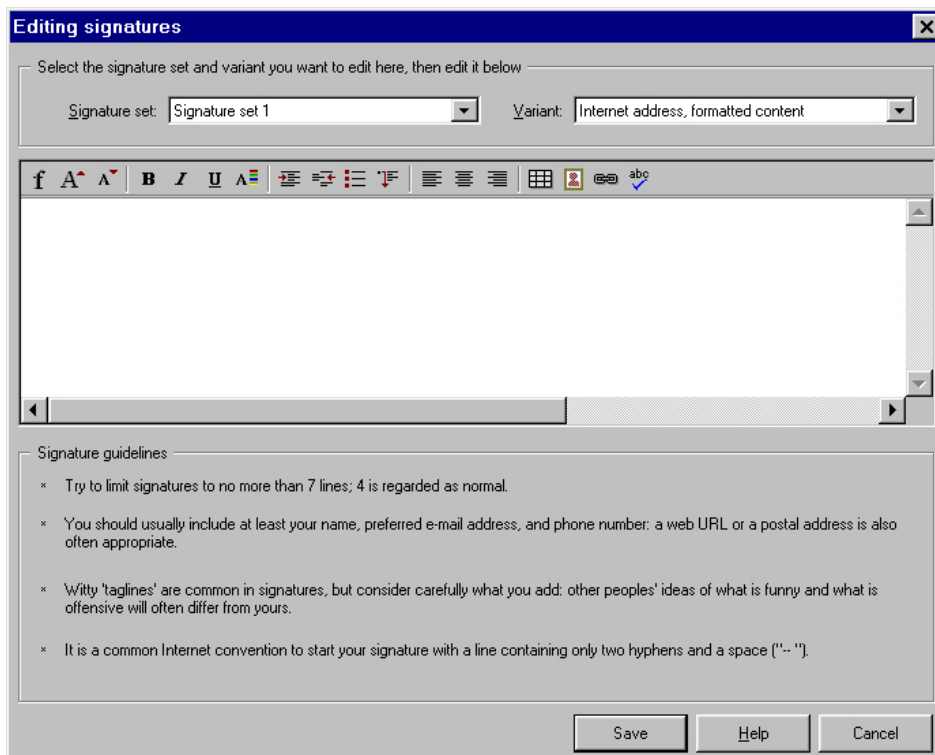 Editing signatures
Select the signature set and variant you want to edit here, then edit it below
Signature set: Signature set 1 Variant: Internet address, formatted content
f A A B I U A abc
Signature guidelines
* Try to limit signatures to no more than 7 lines; 4 is regarded as normal.
* You should usually include at least your name, preferred e-mail address, and phone number: a web URL or a postal address is also
often appropriate.
* Witty 'taglines' are common in signatures, but consider carefully what you add: other peoples' ideas of what is funny and what is
offensive will often differ from yours.
* It is a common Internet convention to start your signature with a line containing only two hyphens and a space ("-- ").
Save Help Cancel